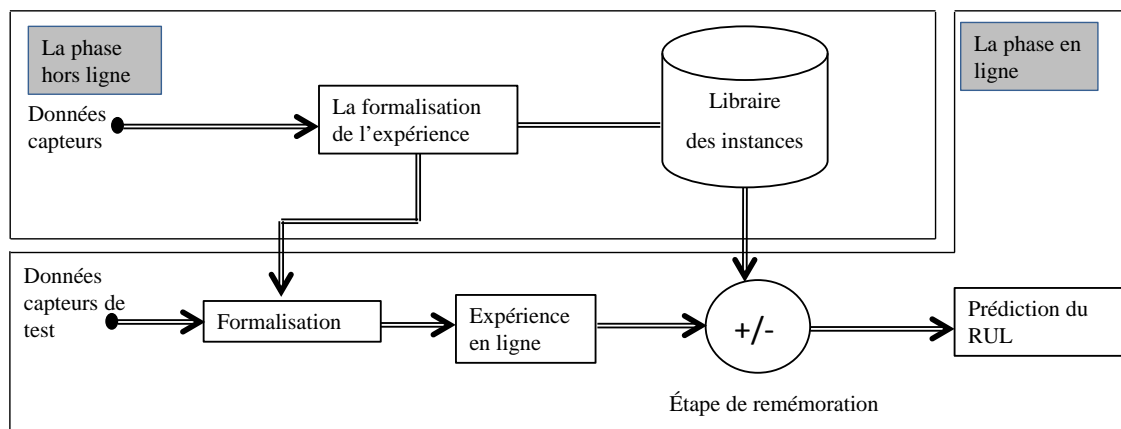 La phase
hors ligne
La phase en
ligne
Données
capteurs
La formalisation
de l’expérience
Libraire
des instances
Données
capteurs de
test
Formalisation
Expérience
en ligne
+/-
Prédiction du
RUL
Étape de remémoration